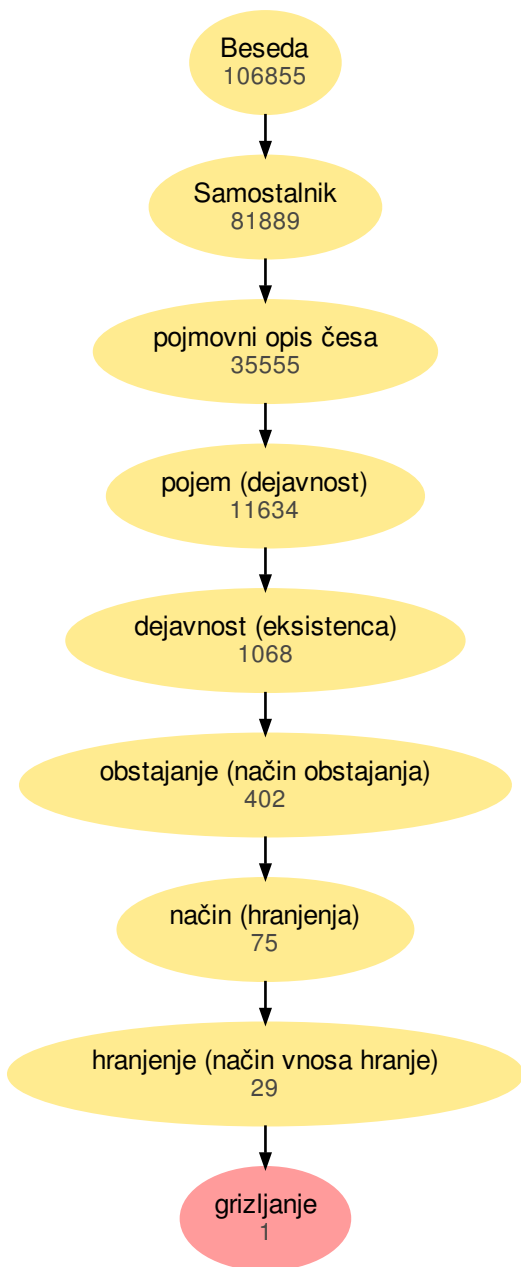 Beseda
106855
Samostalnik
81889
pojmovni opis česa
35555
pojem (dejavnost)
11634
dejavnost (eksistenca)
1068
obstajanje (način obstajanja)
402
način (hranjenja)
75
hranjenje (način vnosa hranje)
29
grizljanje
1